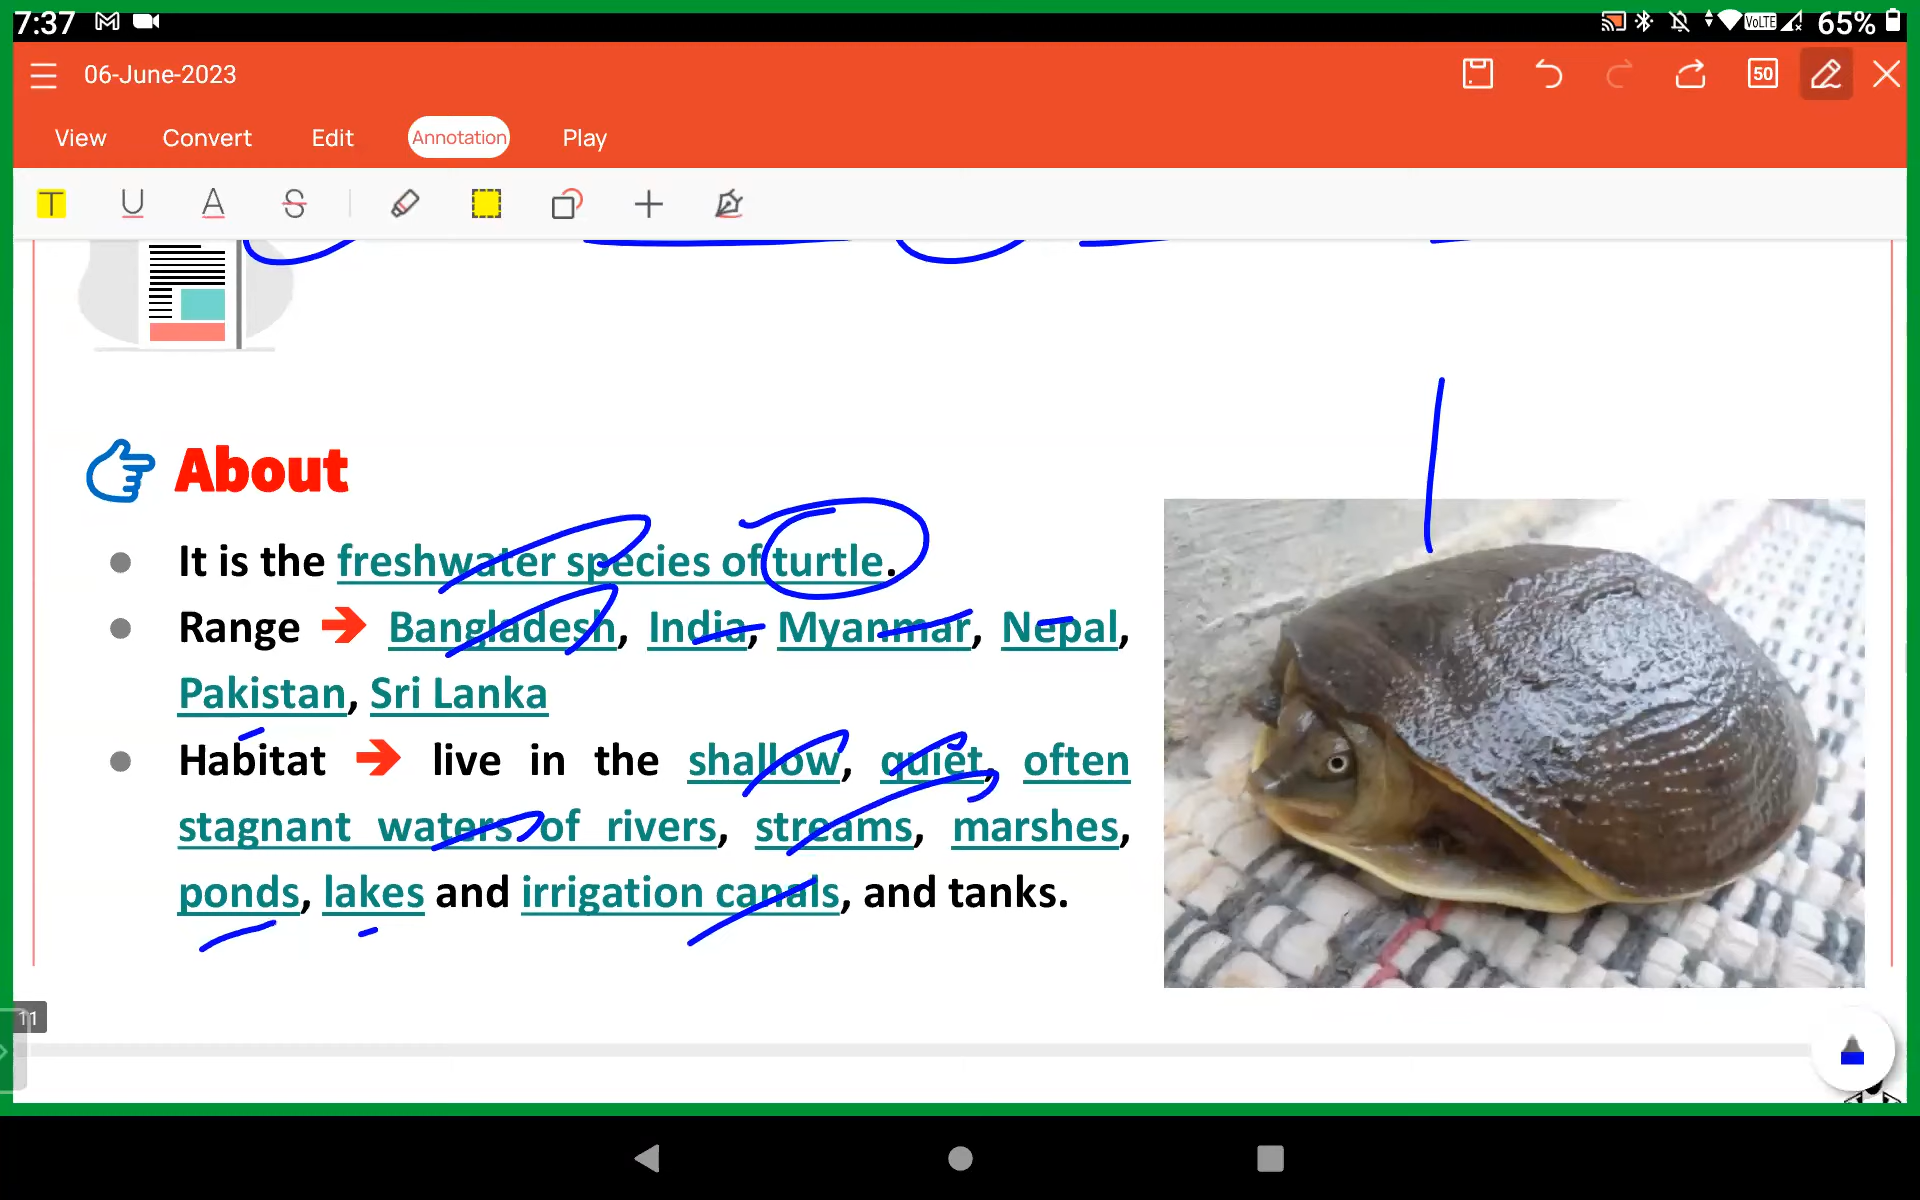 7:37 VoLTE 65%
06-June-2023 50
View Convert Edit Annotation Play
T U A S
About
It is the freshwater species of turtle.
Range → Bangladesh, India, Myanmar, Nepal,
Pakistan, Sri Lanka
Habitat → live in the shallow, quiet, often
stagnant waters of rivers, streams, marshes,
ponds, lakes and irrigation canals, and tanks.
11